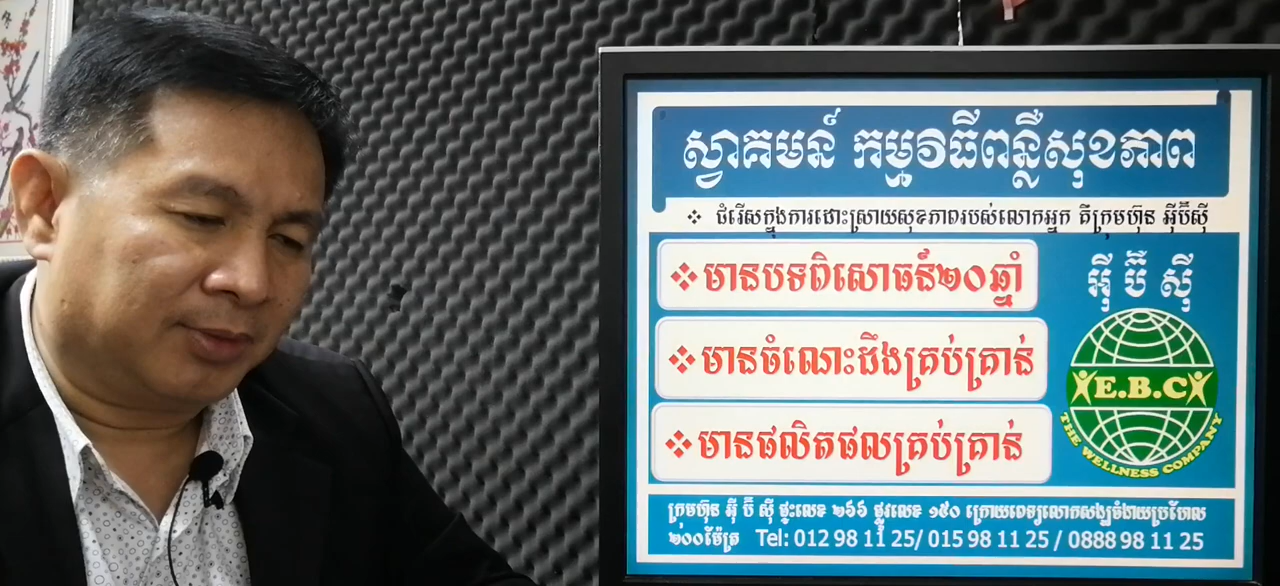 ស្វាគមន៍ កម្មវិធីពន្លឺសុខភាព
❖ ជំរើសក្នុងការដោះស្រាយសុខភាពរបស់លោកអ្នក គឺក្រុមហ៊ុន អ៊ីប៊ីស៊ី
❖មានបទពិសោធន៍២០ឆ្នាំ
❖មានចំណេះដឹងគ្រប់គ្រាន់
❖មានផលិតផលគ្រប់គ្រាន់
អ៊ី ប៊ី ស៊ី
E.B.C
THE WELLNESS COMPANY
ក្រុមហ៊ុន អ៊ី ប៊ី ស៊ី ផ្ទះលេខ ២៦៦ ផ្លូវលេខ ១៥០ ក្រោយពេទ្យលោកសង្ឃចំងាយប្រហែល
២០០ម៉ែត្រ Tel: 012 98 11 25/ 015 98 11 25 / 0888 98 11 25